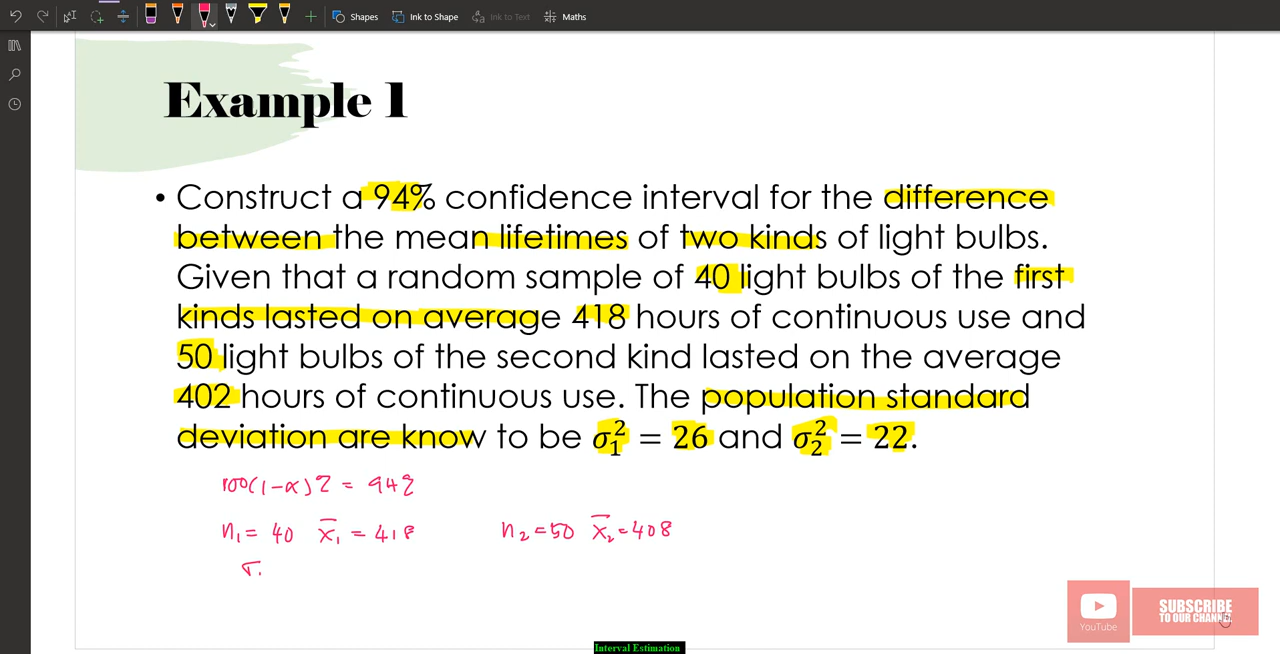 Shapes Ink to Shape Ink to Text Maths
Example 1
• Construct a 94% confidence interval for the difference
between the mean lifetimes of two kinds of light bulbs.
Given that a random sample of 40 light bulbs of the first
kinds lasted on average 418 hours of continuous use and
50 light bulbs of the second kind lasted on the average
402 hours of continuous use. The population standard
deviation are know to be σ₁² = 26 and σ₂² = 22.
100(1-α)% = 94%
n₁ = 40 x̄₁ = 418 n₂ = 50 x̄₂ = 408
σ.
YouTube
SUBSCRIBE
TO OUR CHANNEL
Interval Estimation